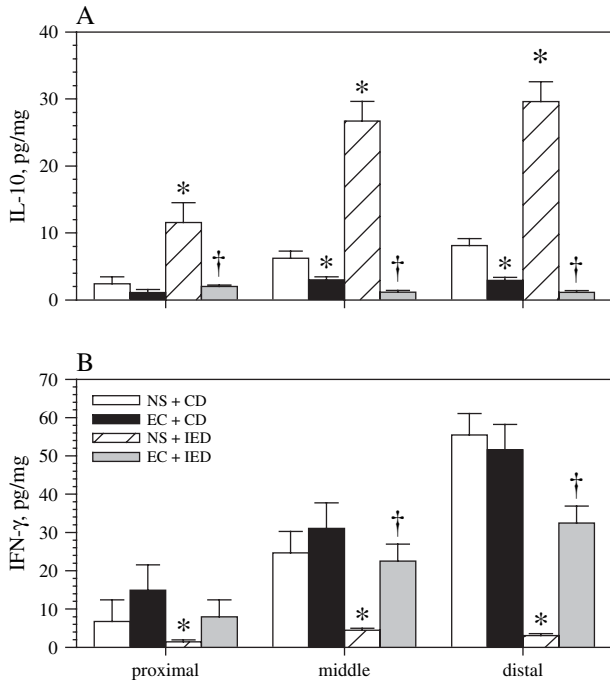 A
IL-10, pg/mg
40
30
20
10
0
*
*
*
*
*
†
†
†
B
IFN-γ, pg/mg
70
60
50
40
30
20
10
0
NS + CD
EC + CD
NS + IED
EC + IED
*
*
*
†
†
proximal middle distal